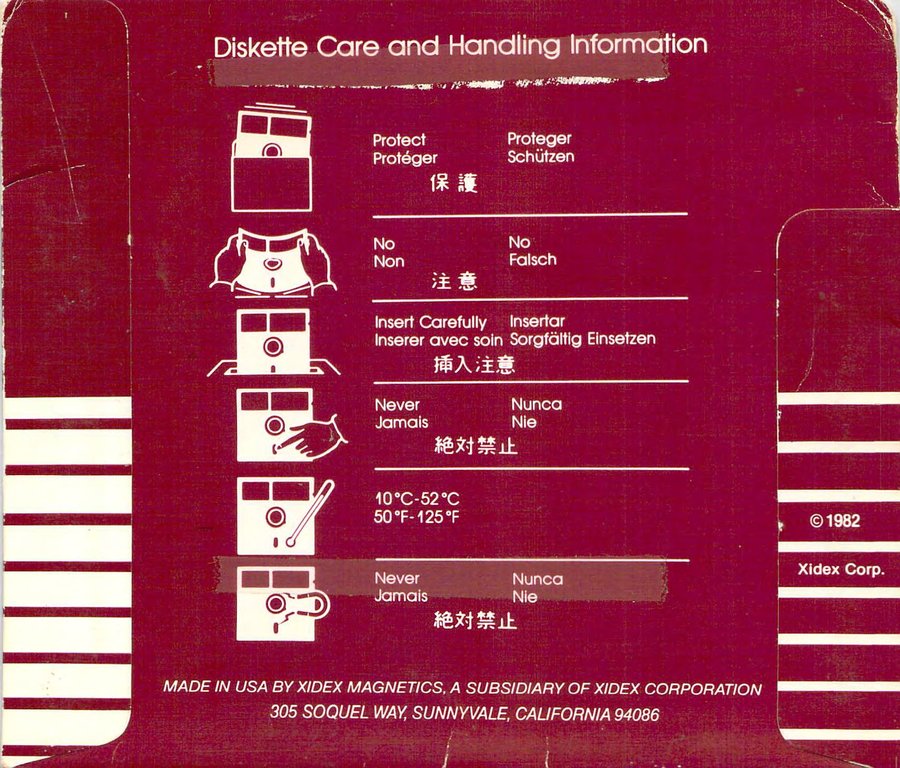 Diskette Care and Handling Information
Protect Proteger
Protéger Schützen
保護
No No
Non Falsch
注意
Insert Carefully Insertar
Inserer avec soin Sorgfältig Einsetzen
挿入注意
Never Nunca
Jamais Nie
絶対禁止
10°C-52°C
50°F-125°F
Never Nunca
Jamais Nie
絶対禁止
© 1982
Xidex Corp.
MADE IN USA BY XIDEX MAGNETICS, A SUBSIDIARY OF XIDEX CORPORATION
305 SOQUEL WAY, SUNNYVALE, CALIFORNIA 94086